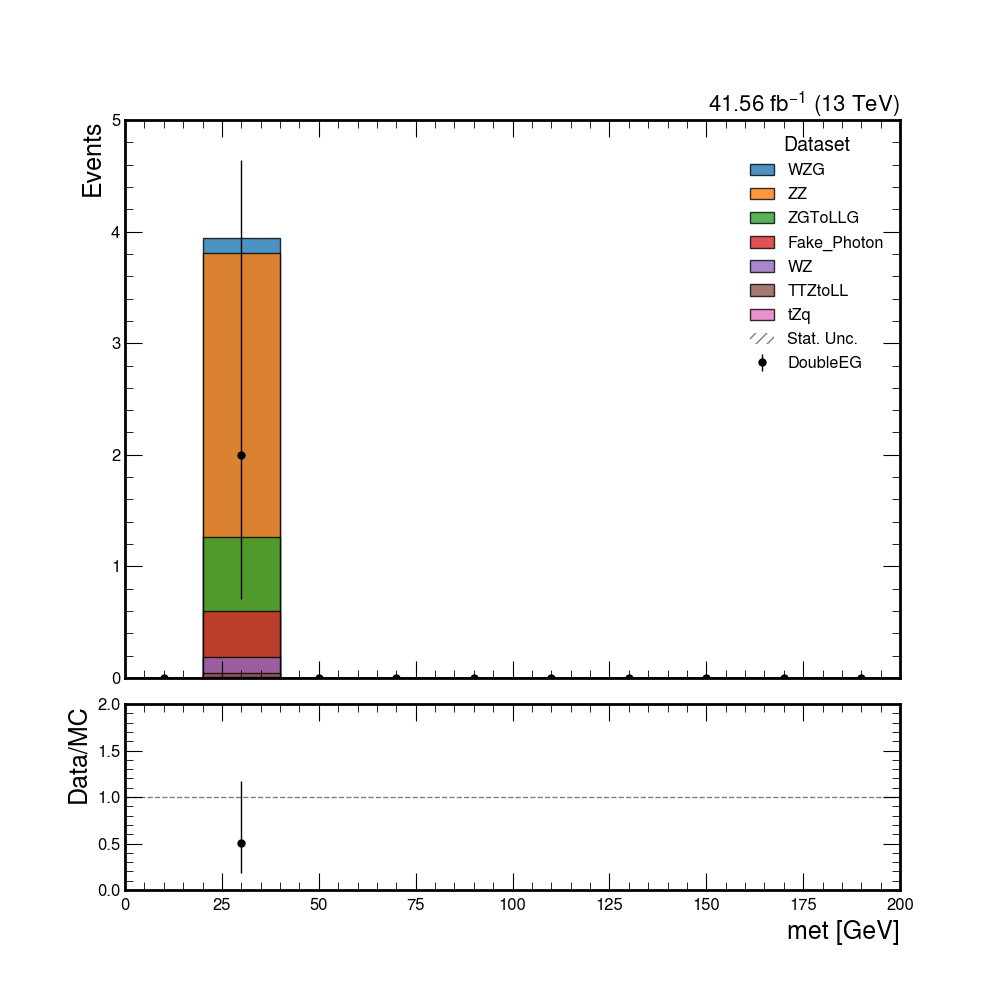 41.56 fb⁻¹ (13 TeV)
Events
5
4
3
2
1
0
Dataset
WZG
ZZ
ZGToLLG
Fake_Photon
WZ
TTZtoLL
tZq
Stat. Unc.
DoubleEG
Data/MC
2.0
1.5
1.0
0.5
0.0
0 25 50 75 100 125 150 175 200
met [GeV]